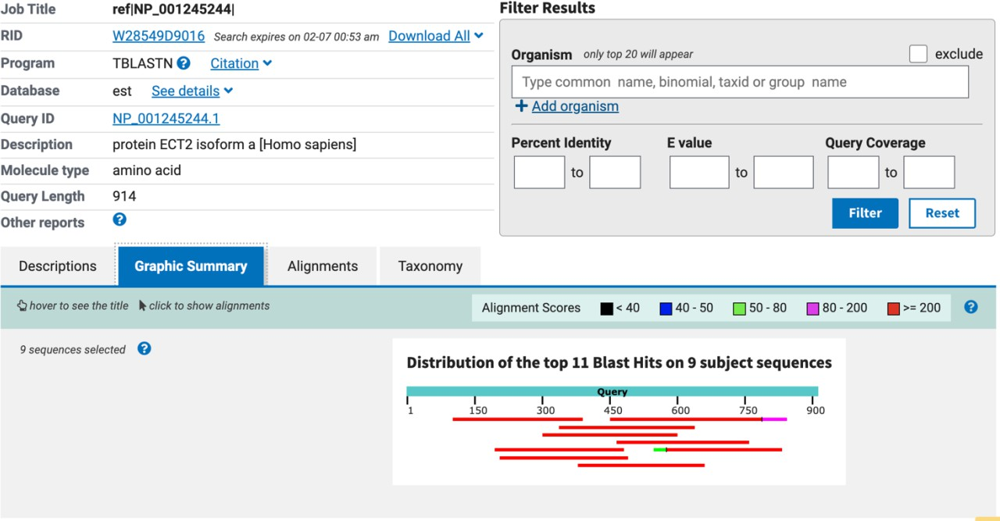 Job Title ref|NP_001245244|
RID W28549D9016 Search expires on 02-07 00:53 am Download All
Program TBLASTN ? Citation
Database est See details
Query ID NP_001245244.1
Description protein ECT2 isoform a [Homo sapiens]
Molecule type amino acid
Query Length 914
Other reports ?
Filter Results
Organism only top 20 will appear exclude
Type common name, binomial, taxid or group name
+ Add organism
Percent Identity E value Query Coverage
to to to
Filter Reset
Descriptions Graphic Summary Alignments Taxonomy
hover to see the title click to show alignments Alignment Scores < 40 40 - 50 50 - 80 80 - 200 >= 200 ?
9 sequences selected ?
Distribution of the top 11 Blast Hits on 9 subject sequences
Query
1 150 300 450 600 750 900